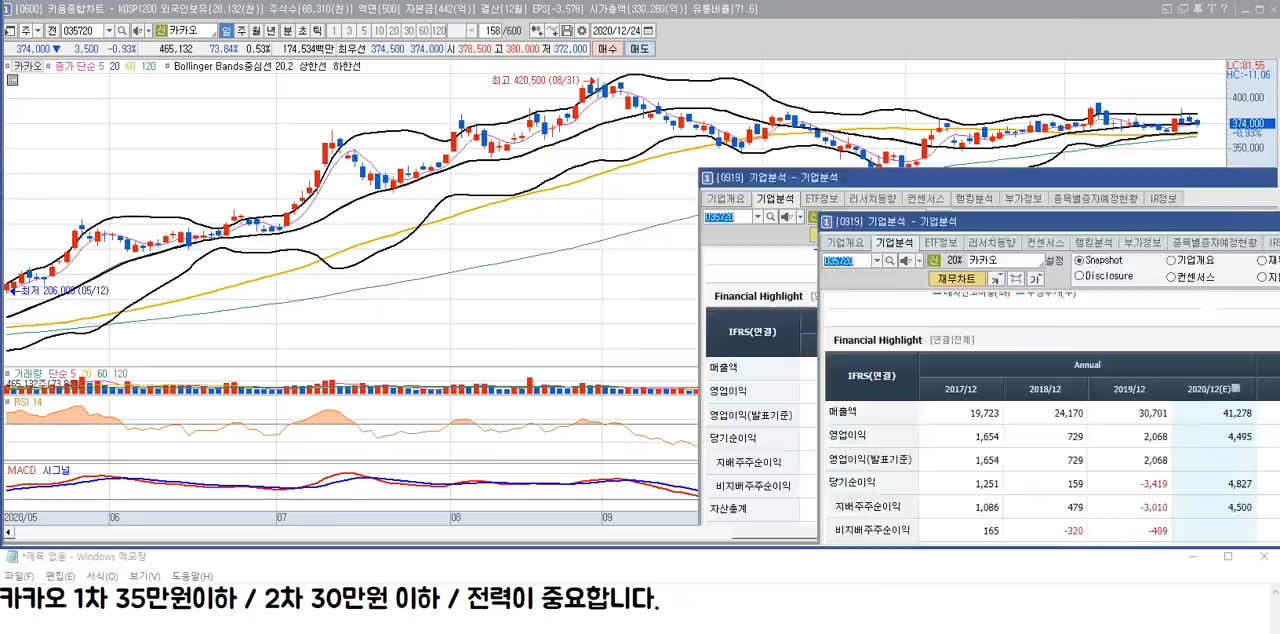 [0600] 키움종합차트 - KOSPI200 외국인보유[28,132(천)] 주식수[88,310(천)] 액면[500] 자본금[442(억)] 결산[12월] EPS[-3,578] 시가총액[330,280(억)] 유통비율[71.6]
주 전 035720 신 카카오 일 주 월 년 분 초 틱 1 3 5 10 20 30 60 120 158 /600 2020/12/24
374,000 ▼ 3,500 -0.93% 465,132 73.84% 0.53% 174,534백만 최우선 374,500 374,000 시 378,500 고 380,000 저 372,000 매수 매도
카카오 종가 단순 5 20 60 120 Bollinger Bands중심선 20,2 상한선 하한선
LC:81.55
HC:-11.06
최고 420,500 (08/31)
400,000
374,000
-0.93%
350,000
최저 206,000 (05/12)
거래량 단순 5 20 60 120
465,132주(73.84%)
RSI 14
MACD 시그널
2020/05 06 07 08 09
[0919] 기업분석 - 기업분석
기업개요 기업분석 ETF정보 리서치동향 컨센서스 랭킹분석 부가정보 종목별증자예정현황 IR정보
035720
Financial Highlight
IFRS(연결)
매출액
영업이익
영업이익(발표기준)
당기순이익
지배주주순이익
비지배주주순이익
자산총계
[0919] 기업분석 - 기업분석
기업개요 기업분석 ETF정보 리서치동향 컨센서스 랭킹분석 부가정보 종목별증자예정현황
035720 신 20% 카카오 설정 Snapshot 기업개요
재무차트 Disclosure 컨센서스
Financial Highlight [연결|전체]
IFRS(연결) Annual
2017/12 2018/12 2019/12 2020/12(E)
매출액 19,723 24,170 30,701 41,278
영업이익 1,654 729 2,068 4,495
영업이익(발표기준) 1,654 729 2,068
당기순이익 1,251 159 -3,419 4,827
지배주주순이익 1,086 479 -3,010 4,500
비지배주주순이익 165 -320 -409
*제목 없음 - Windows 메모장
파일(F) 편집(E) 서식(O) 보기(V) 도움말(H)
카카오 1차 35만원이하 / 2차 30만원 이하 / 전력이 중요합니다.